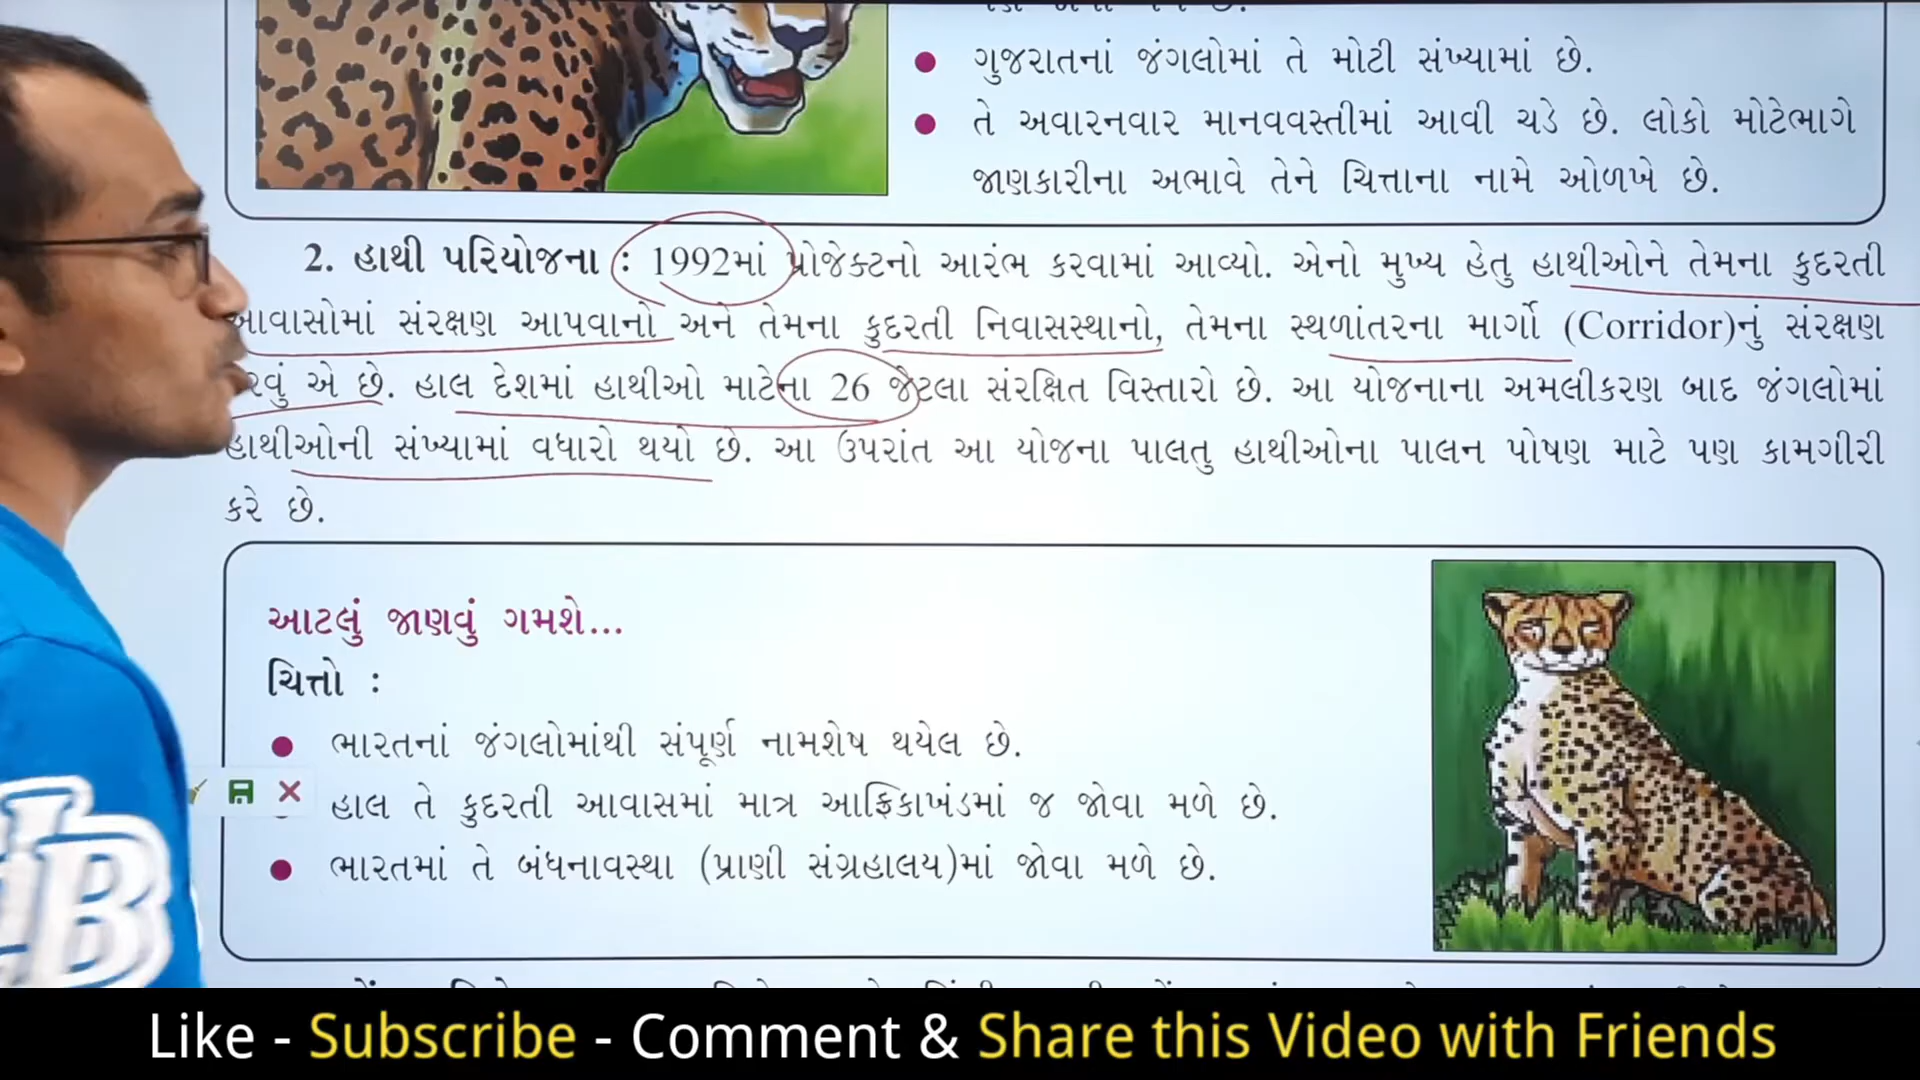 ગુજરાતનાં જંગલોમાં તે મોટી સંખ્યામાં છે.
તે અવારનવાર માનવવસ્તીમાં આવી ચડે છે. લોકો મોટેભાગે
જાણકારીના અભાવે તેને ચિત્તાના નામે ઓળખે છે.
2. હાથી પરિયોજના : 1992માં પ્રોજેક્ટનો આરંભ કરવામાં આવ્યો. એનો મુખ્ય હેતુ હાથીઓને તેમના કુદરતી
આવાસોમાં સંરક્ષણ આપવાનો અને તેમના કુદરતી નિવાસસ્થાનો, તેમના સ્થળાંતરના માર્ગો (Corridor)નું સંરક્ષણ
એ છે. હાલ દેશમાં હાથીઓ માટેના 26 જેટલા સંરક્ષિત વિસ્તારો છે. આ યોજનાના અમલીકરણ બાદ જંગલોમાં
હાથીઓની સંખ્યામાં વધારો થયો છે. આ ઉપરાંત આ યોજના પાલતુ હાથીઓના પાલન પોષણ માટે પણ કામગીરી
કરે છે.
આટલું જાણવું ગમશે...
ચિત્તો :
ભારતનાં જંગલોમાંથી સંપૂર્ણ નામશેષ થયેલ છે.
હાલ તે કુદરતી આવાસમાં માત્ર આફ્રિકાખંડમાં જ જોવા મળે છે.
ભારતમાં તે બંધનાવસ્થા (પ્રાણી સંગ્રહાલય)માં જોવા મળે છે.
Like - Subscribe - Comment & Share this Video with Friends